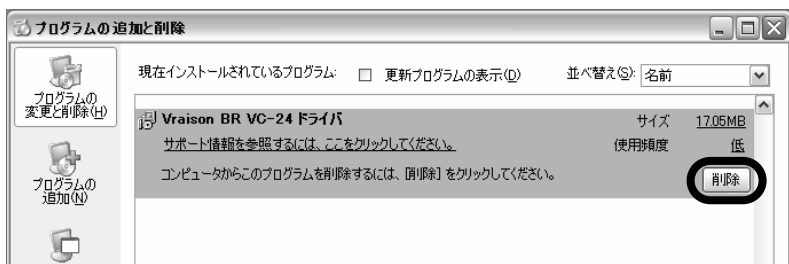 プログラムの追加と削除
現在インストールされているプログラム:
更新プログラムの表示(D)
並べ替え(S):
名前
プログラムの
変更と削除(H)
Vraison BR VC-24 ドライバ
サイズ
17.05MB
サポート情報を参照するには、ここをクリックしてください。
使用頻度
低
コンピュータからこのプログラムを削除するには、[削除] をクリックしてください。
削除
プログラムの
追加(N)